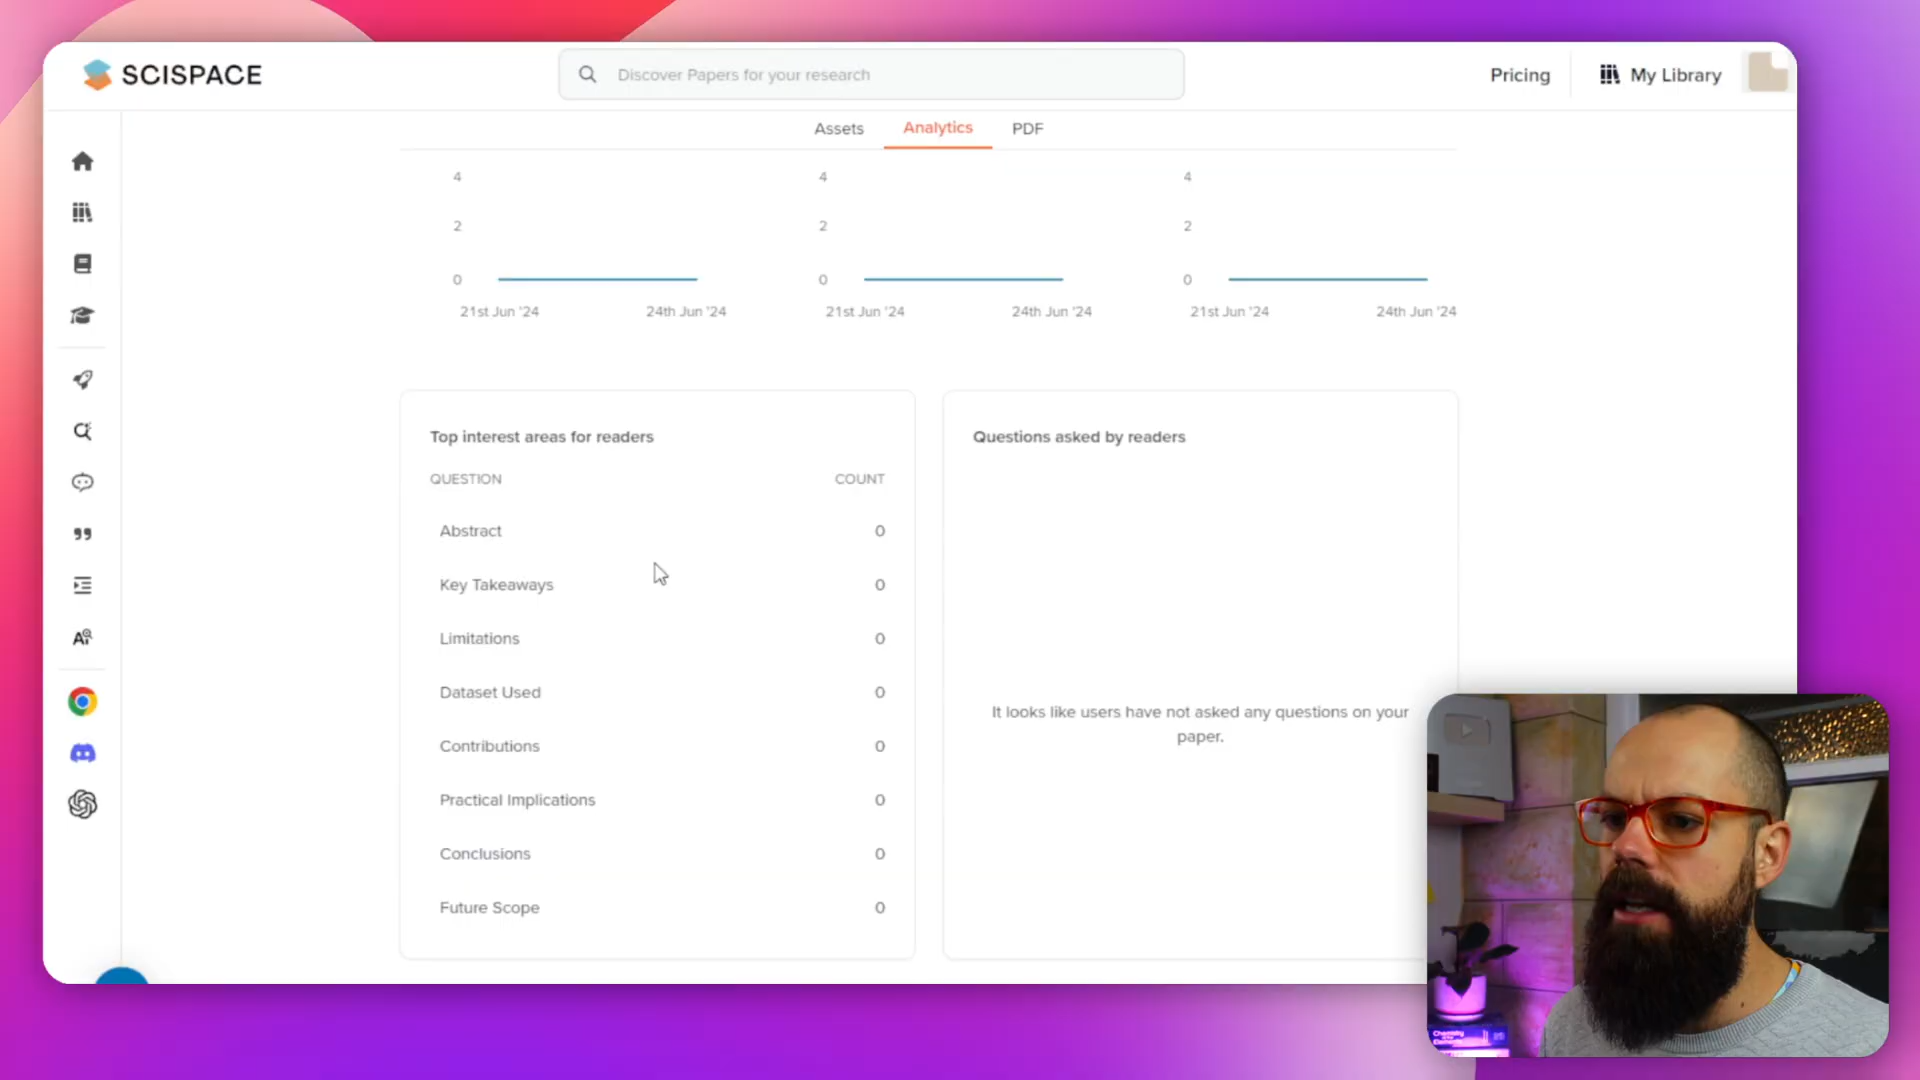 SCISPACE
Discover Papers for your research
Pricing
My Library
Assets
Analytics
PDF
4
2
0
21st Jun '24
24th Jun '24
4
2
0
21st Jun '24
24th Jun '24
4
2
0
21st Jun '24
24th Jun '24
Top interest areas for readers
QUESTION COUNT
Abstract 0
Key Takeaways 0
Limitations 0
Dataset Used 0
Contributions 0
Practical Implications 0
Conclusions 0
Future Scope 0
Questions asked by readers
It looks like users have not asked any questions on your
paper.
Chemistry